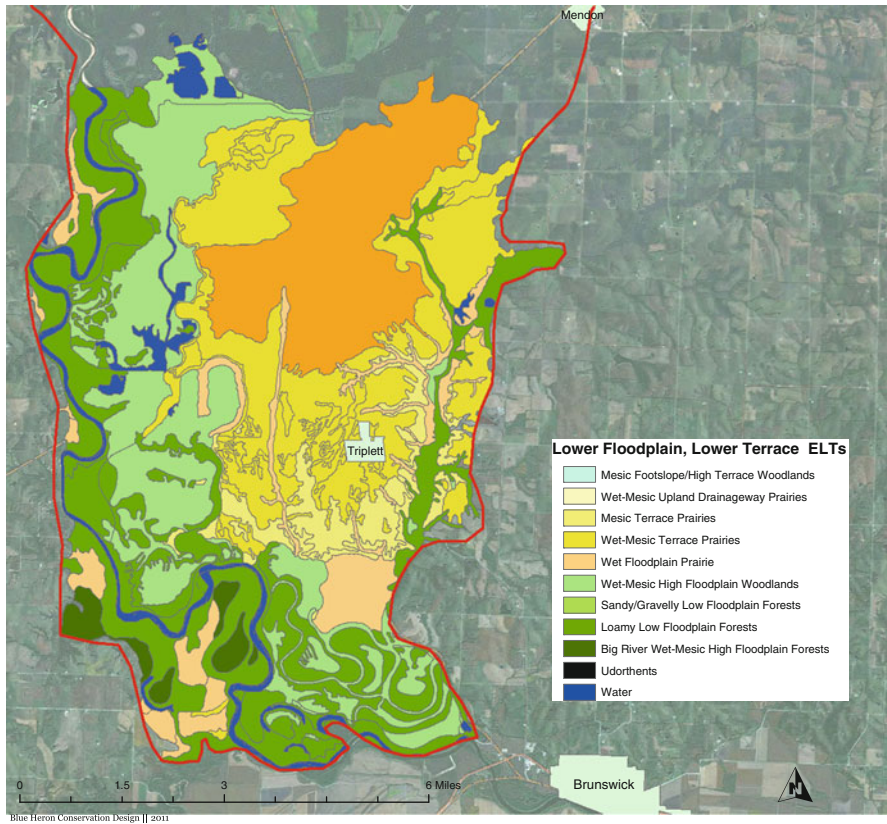 Mendon
Triplett
Lower Floodplain, Lower Terrace ELTs
Mesic Footslope/High Terrace Woodlands
Wet-Mesic Upland Drainageway Prairies
Mesic Terrace Prairies
Wet-Mesic Terrace Prairies
Wet Floodplain Prairie
Wet-Mesic High Floodplain Woodlands
Sandy/Gravelly Low Floodplain Forests
Loamy Low Floodplain Forests
Big River Wet-Mesic High Floodplain Forests
Udorthents
Water
0 1.5 3 6 Miles
Brunswick
N
Blue Heron Conservation Design || 2011